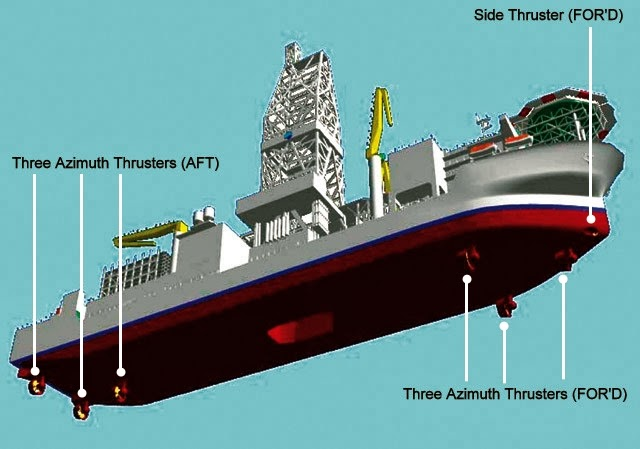 Side Thruster (FOR'D)
Three Azimuth Thrusters (AFT)
Three Azimuth Thrusters (FOR'D)